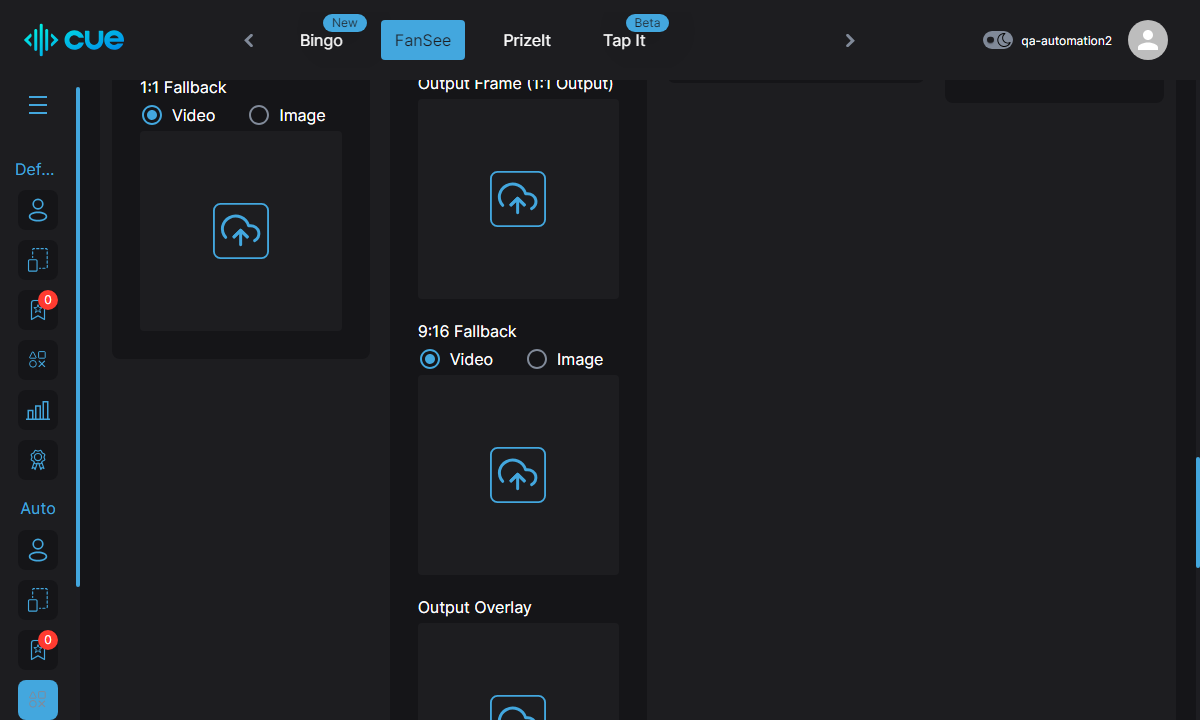 cue
Bingo
New
FanSee
PrizeIt
Tap It
Beta
qa-automation2
Def...
0
Auto
0
1:1 Fallback
Video
Image
Output Frame (1:1 Output)
9:16 Fallback
Video
Image
Output Overlay